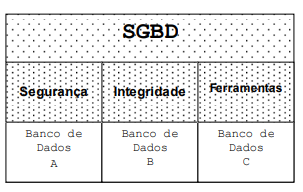 SGBD
Segurança Integridade Ferramentas
Banco de Dados A
Banco de Dados B
Banco de Dados C